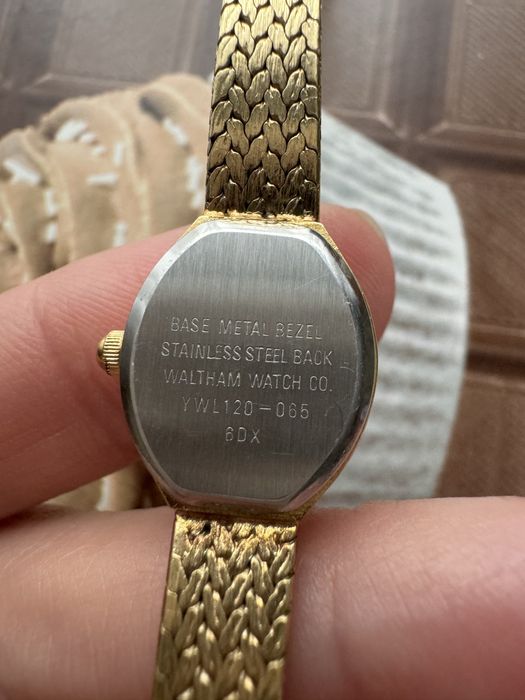 BASE METAL BEZEL
STAINLESS STEEL BACK
WALTHAM WATCH CO.
YWL120-065
6DX